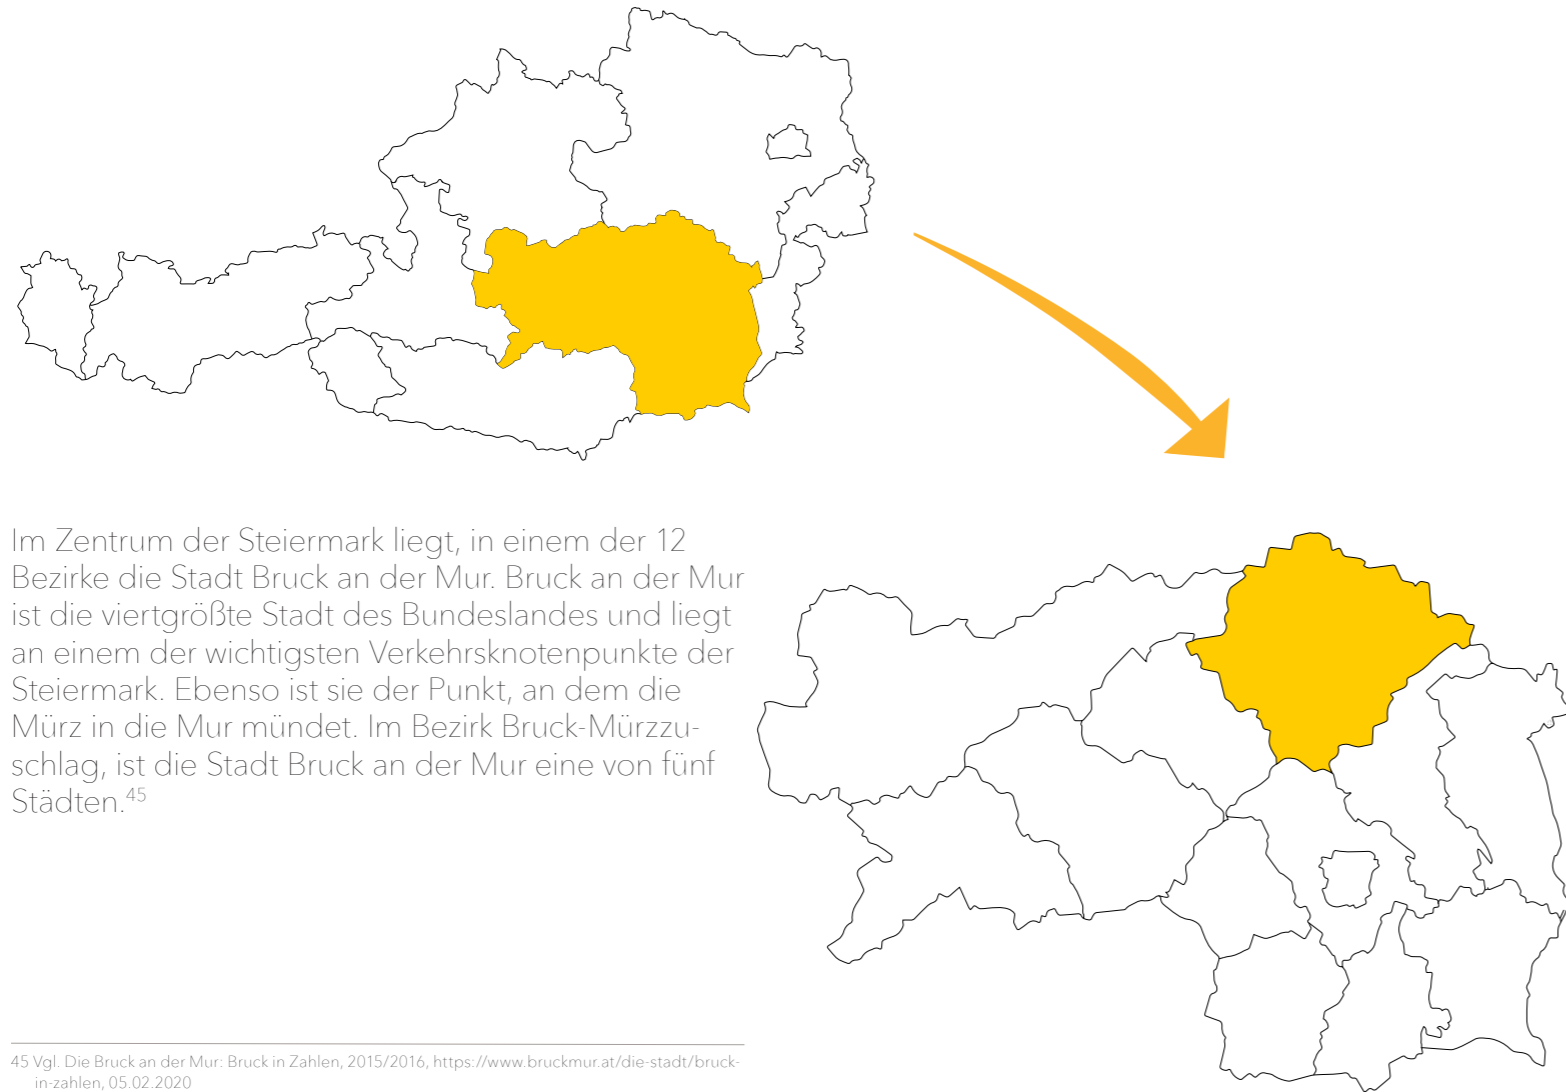 Im Zentrum der Steiermark liegt, in einem der 12
Bezirke die Stadt Bruck an der Mur. Bruck an der Mur
ist die viertgrößte Stadt des Bundeslandes und liegt
an einem der wichtigsten Verkehrsknotenpunkte der
Steiermark. Ebenso ist sie der Punkt, an dem die
Mürz in die Mur mündet. Im Bezirk Bruck-Mürzzu-
schlag, ist die Stadt Bruck an der Mur eine von fünf
Städten.45
45 Vgl. Die Bruck an der Mur: Bruck in Zahlen, 2015/2016, https://www.bruckmur.at/die-stadt/bruck-
in-zahlen, 05.02.2020